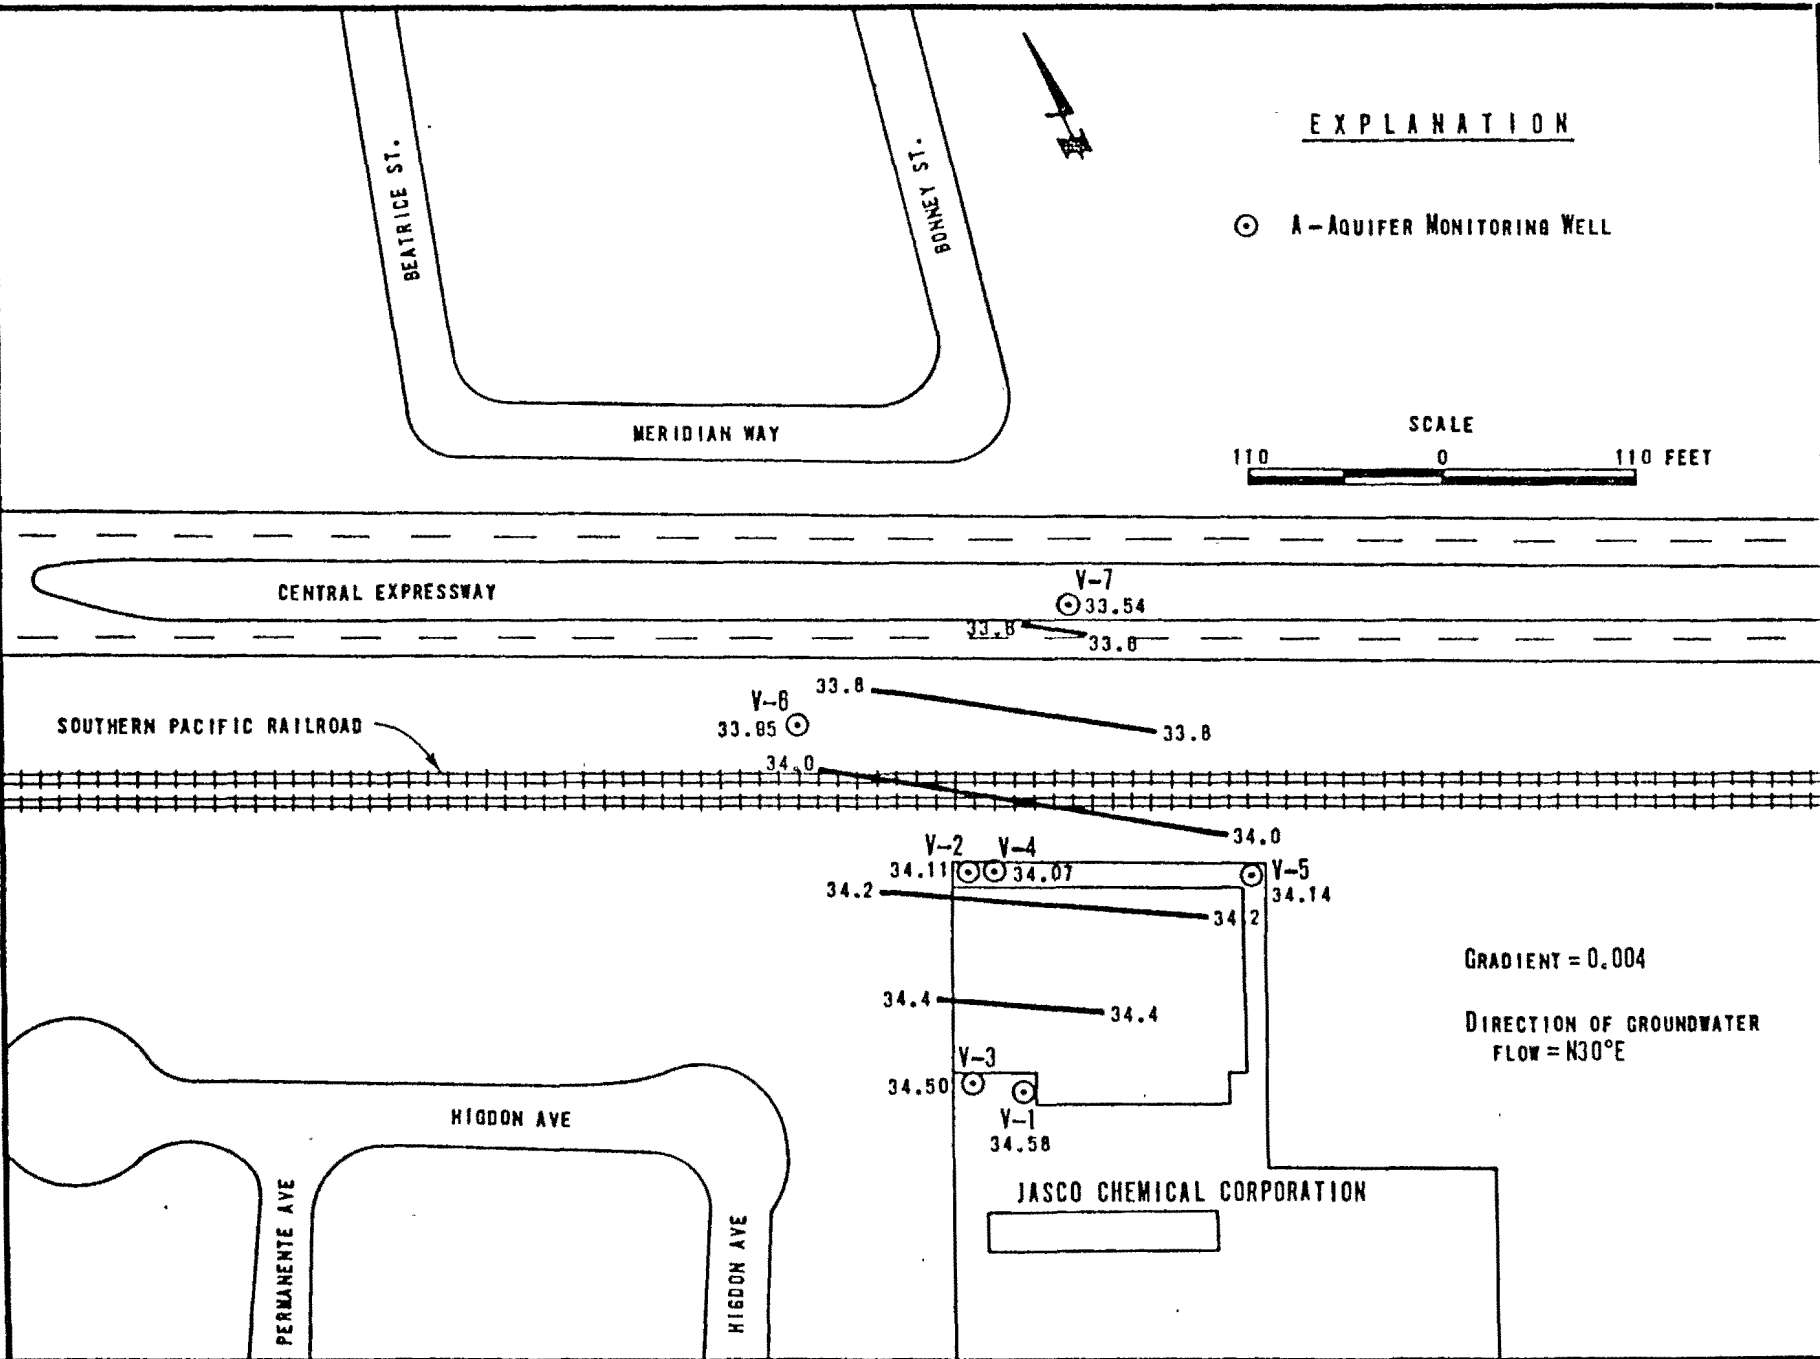 EXPLANATION
BEATRICE ST.
BONNEY ST.
A-AQUIFER MONITORING WELL
SCALE
MERIDIAN WAY
110 0 110 FEET
CENTRAL EXPRESSWAY
V-7
33.54
33.8
33.6
33.8
33.8
V-6
33.95
SOUTHERN PACIFIC RAILROAD
34.0
34.0
V-2
34.11
V-4
34.07
V-5
34.14
34.2
34.2
GRADIENT = 0.004
34.4
34.4
DIRECTION OF GROUNDWATER
FLOW = N30°E
V-3
34.50
V-1
34.58
HIGDON AVE
JASCO CHEMICAL CORPORATION
PERMANENTE AVE
HIGDON AVE